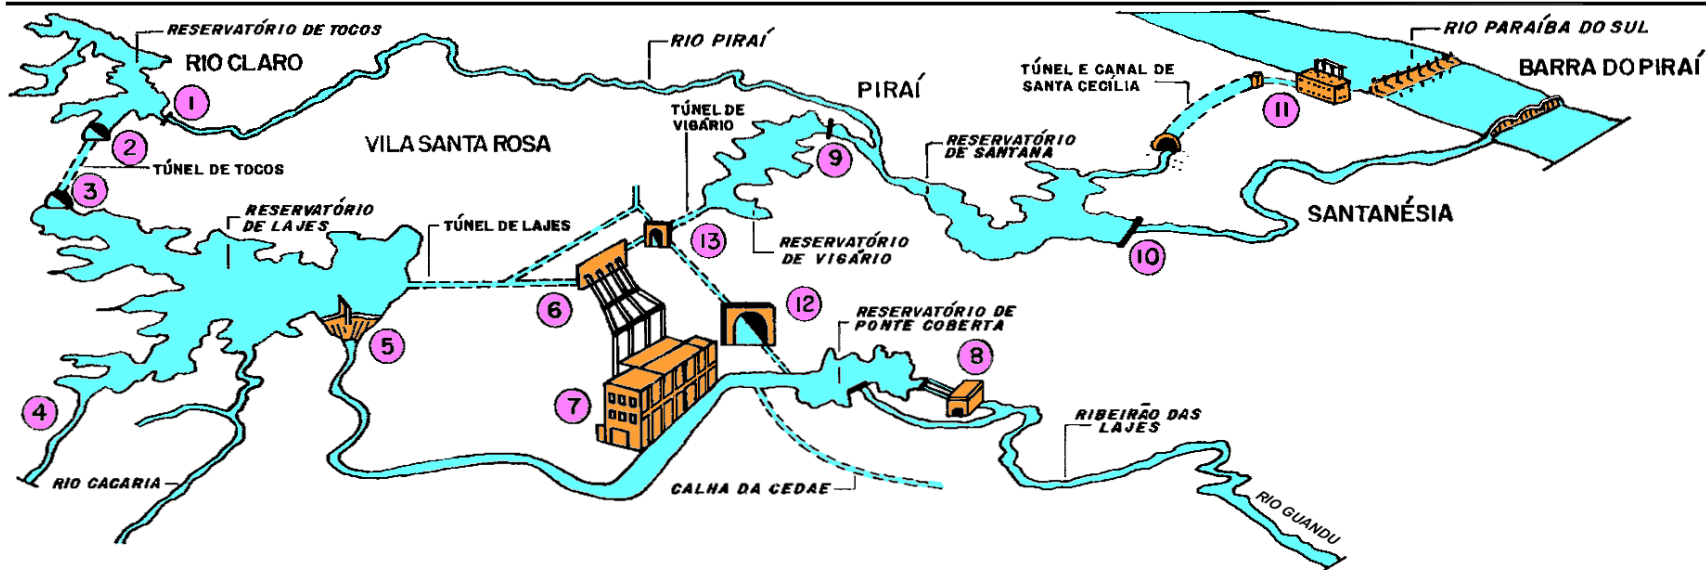 RESERVATÓRIO DE TOCOS
RIO CLARO
RIO PIRAÍ
RIO PARAÍBA DO SUL
BARRA DO PIRAÍ
TÚNEL E CANAL DE
SANTA CECÍLIA
PIRAÍ
1
11
TÚNEL DE
VIGÁRIO
VILA SANTA ROSA
RESERVATÓRIO
DE SANTANA
2
9
TÚNEL DE TOCOS
3
RESERVATÓRIO
DE LAJES
TÚNEL DE LAJES
13
RESERVATÓRIO
DE VIGÁRIO
SANTANÉSIA
10
6
12
RESERVATÓRIO DE
PONTE COBERTA
5
8
4
7
RIBEIRÃO DAS
LAJES
RIO CACARIA
CALHA DA CEDAE
RIO GUANDU